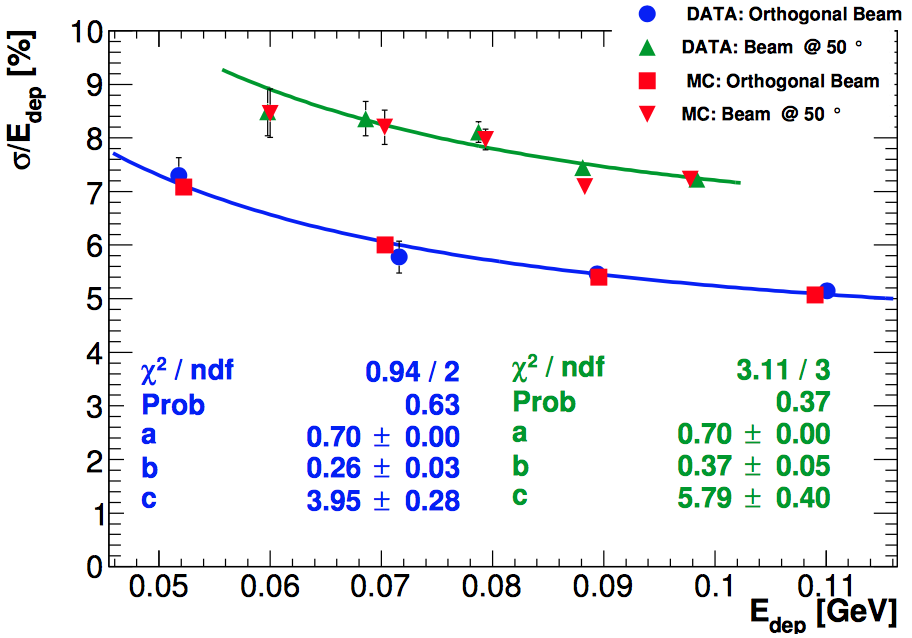 DATA: Orthogonal Beam
DATA: Beam @ 50 °
MC: Orthogonal Beam
MC: Beam @ 50 °
σ/E_dep [%]
10
9
8
7
6
5
4
3
2
1
0
χ² / ndf 0.94 / 2
Prob 0.63
a 0.70 ± 0.00
b 0.26 ± 0.03
c 3.95 ± 0.28
χ² / ndf 3.11 / 3
Prob 0.37
a 0.70 ± 0.00
b 0.37 ± 0.05
c 5.79 ± 0.40
0.05 0.06 0.07 0.08 0.09 0.1 0.11
E_dep [GeV]